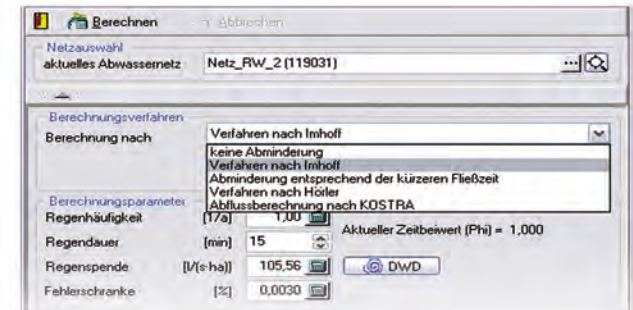 Berechnen Abbrechen
Netzauswahl
aktuelles Abwassernetz Netz_RW_2 (119031) ...
Berechnungsverfahren
Berechnung nach Verfahren nach Imhoff
keine Abminderung
Verfahren nach Imhoff
Abminderung entsprechend der kürzeren Fließzeit
Verfahren nach Hörler
Abflussberechnung nach KOSTRA
Berechnungsparameter
Regenhäufigkeit [1/a] 1,00
Aktueller Zeitbeiwert (Phi) = 1,000
Regendauer [min] 15
Regenspende [l/(s·ha)] 105,56 DWD
Fehlerschranke [%] 0,0030